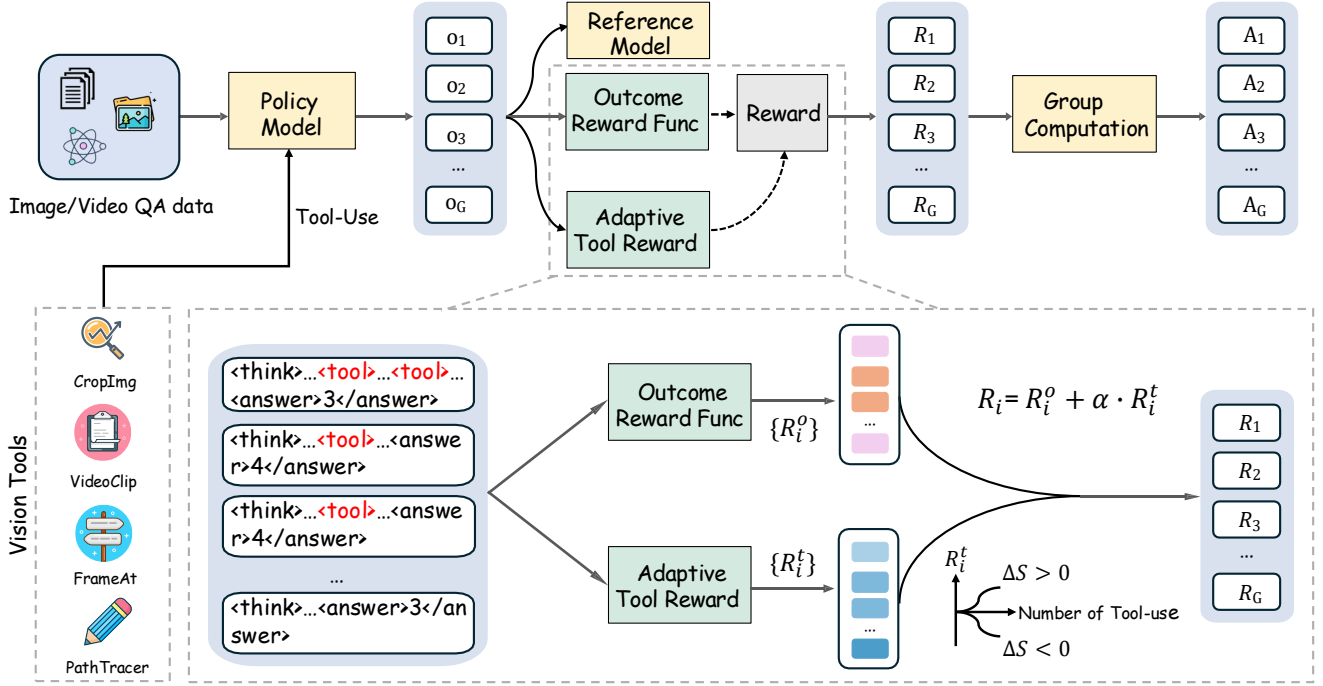 Image/Video QA data
Policy
Model
Tool-Use
o₁
o₂
o₃
...
o_G
Reference
Model
Outcome
Reward Func
Adaptive
Tool Reward
Reward
R₁
R₂
R₃
...
R_G
Group
Computation
A₁
A₂
A₃
...
A_G
Vision Tools
CropImg
VideoClip
FrameAt
PathTracer
<think>...<tool>...<tool>...
<answer>3</answer>
<think>...<tool>...<answe
r>4</answer>
<think>...<tool>...<answe
r>4</answer>
...
<think>...<answer>3</an
swer>
Outcome
Reward Func
{R_i^o}
...
Adaptive
Tool Reward
{R_i^t}
...
R_i = R_i^o + α · R_i^t
R_i^t
ΔS > 0
Number of Tool-use
ΔS < 0
R₁
R₂
R₃
...
R_G